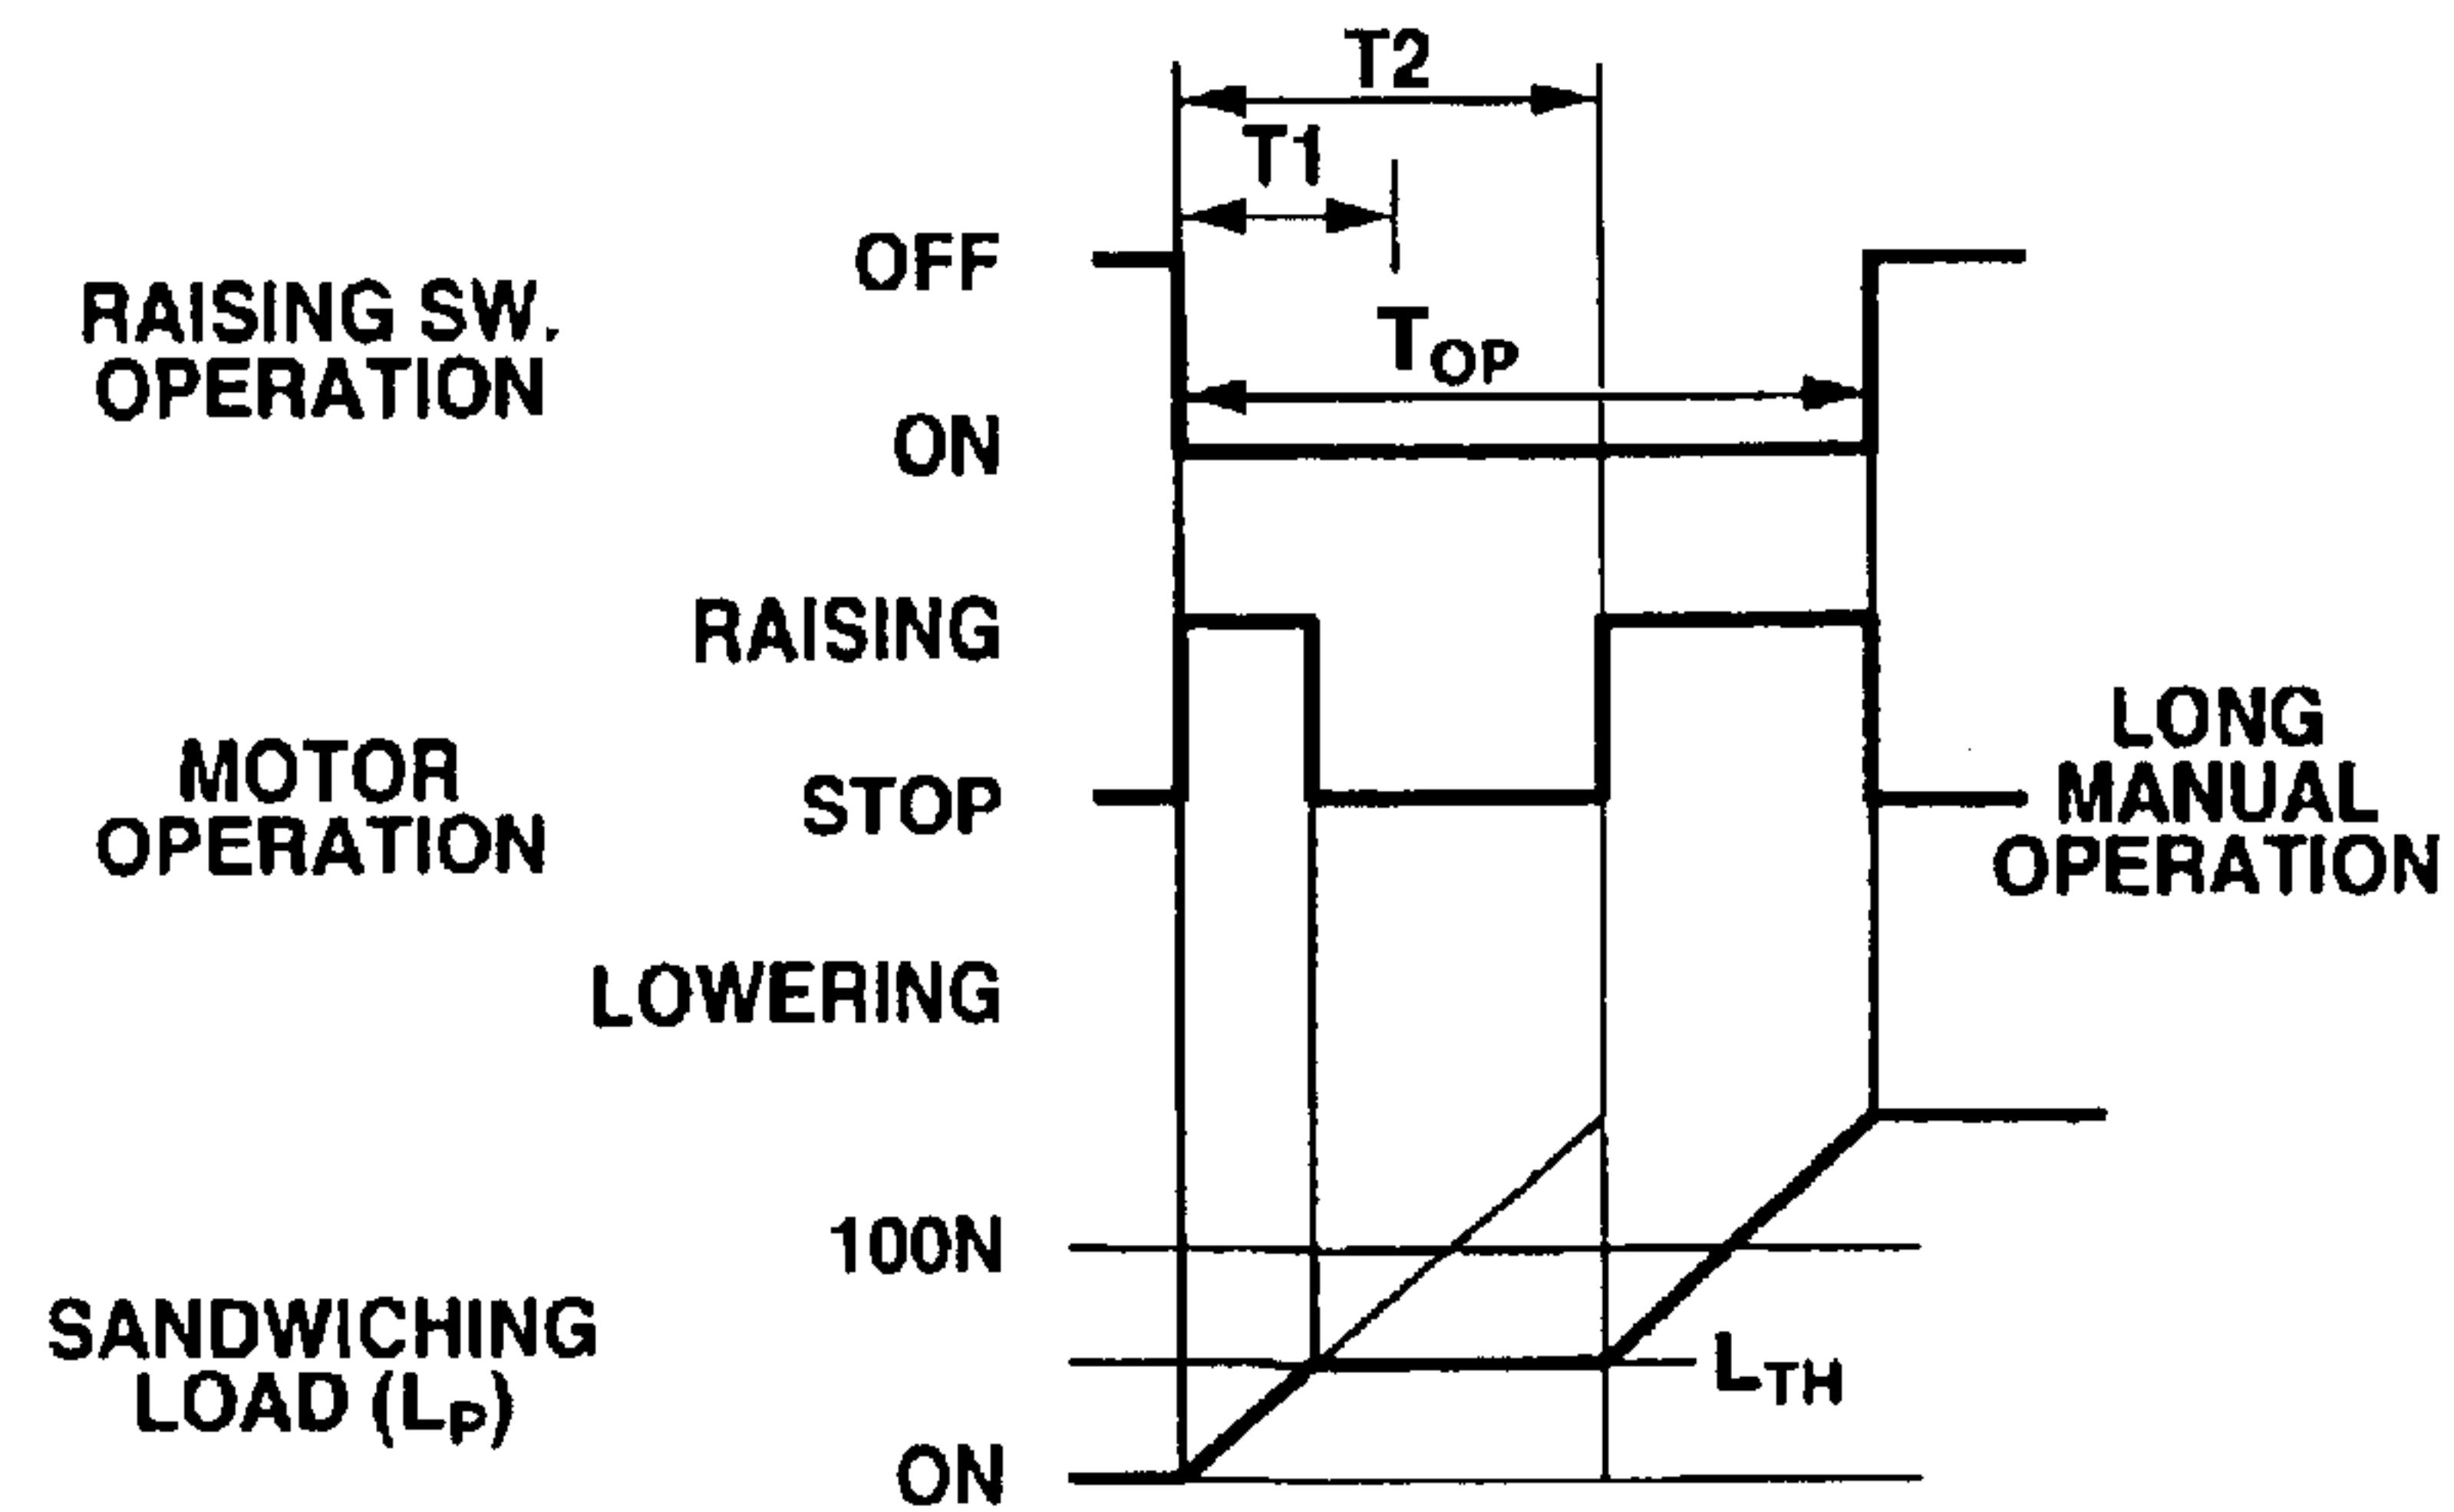 T2
T1
OFF
RAISING SW.
OPERATION
TOP
ON
RAISING
MOTOR
OPERATION
STOP
LONG
MANUAL
OPERATION
LOWERING
100N
SANDWICHING
LOAD (LP)
LTH
ON